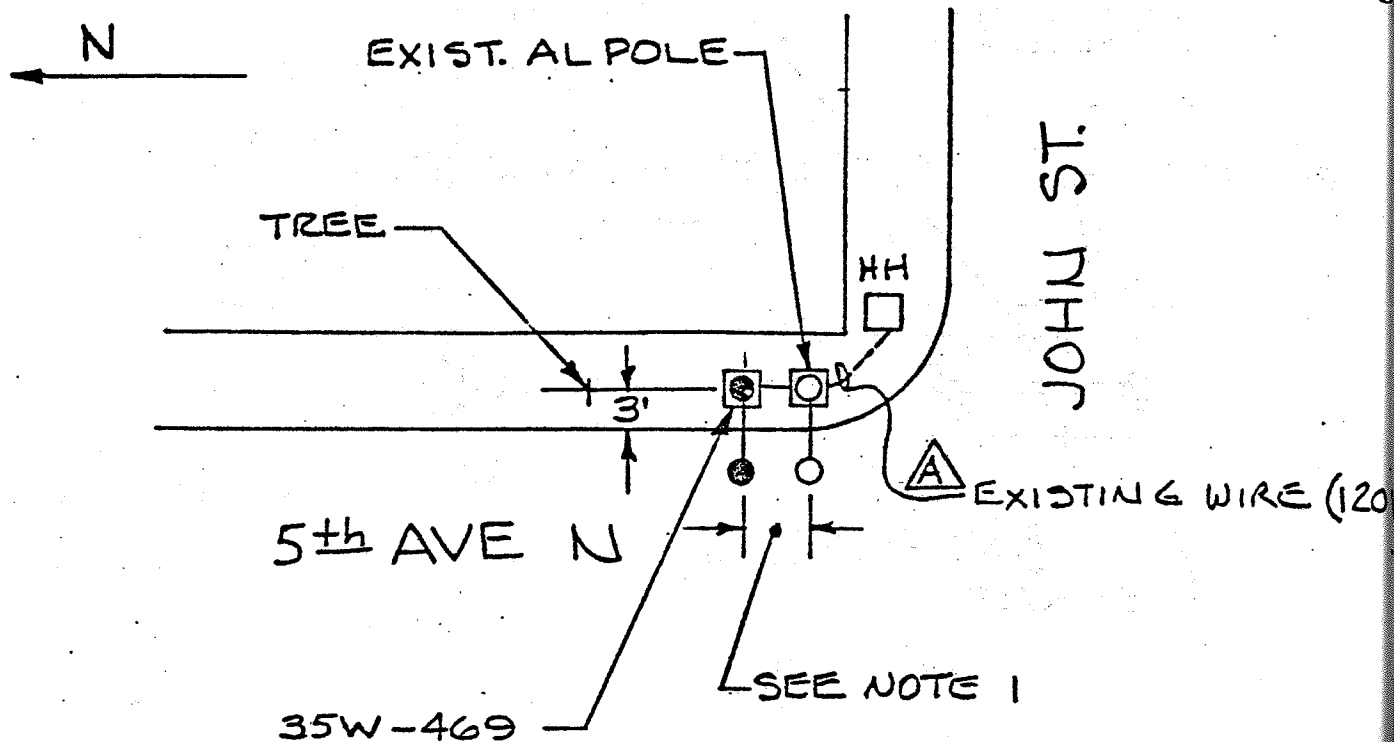 N
EXIST. AL POLE
TREE
HH
JOHN ST.
3'
A
EXISTING WIRE (120
5th AVE N
SEE NOTE 1
35W-469